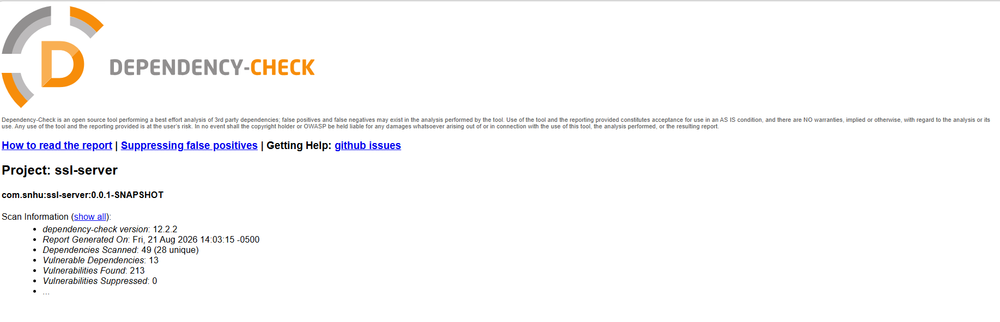 D
DEPENDENCY-CHECK
Dependency-Check is an open source tool performing a best effort analysis of 3rd party dependencies; false positives and false negatives may exist in the analysis performed by the tool. Use of the tool and the reporting provided constitutes acceptance for use in an AS IS condition, and there are NO warranties, implied or otherwise, with regard to the analysis or its
use. Any use of the tool and the reporting provided is at the user's risk. In no event shall the copyright holder or OWASP be held liable for any damages whatsoever arising out of or in connection with the use of this tool, the analysis performed, or the resulting report.
How to read the report | Suppressing false positives | Getting Help: github issues
Project: ssl-server
com.snhu:ssl-server:0.0.1-SNAPSHOT
Scan Information (show all):
• dependency-check version: 12.2.2
• Report Generated On: Fri, 21 Aug 2026 14:03:15 -0500
• Dependencies Scanned: 49 (28 unique)
• Vulnerable Dependencies: 13
• Vulnerabilities Found: 213
• Vulnerabilities Suppressed: 0
• ...